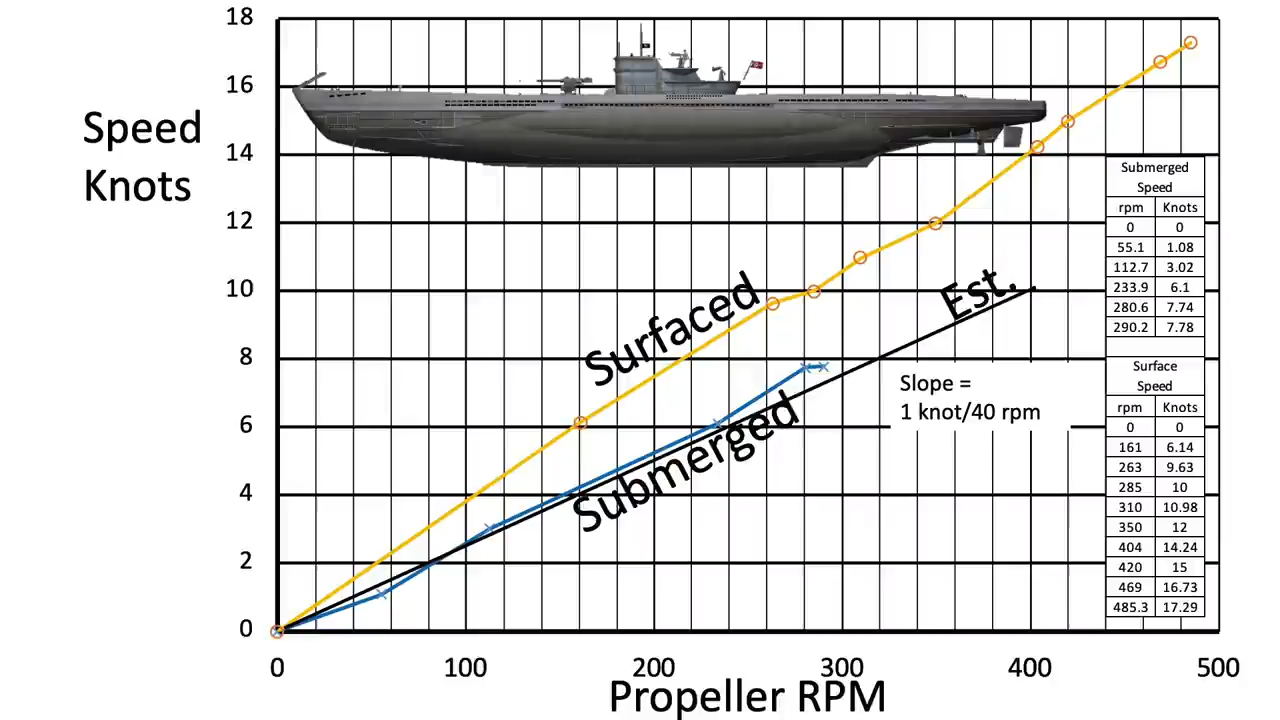 Speed
Knots
18
16
14
12
10
8
6
4
2
0
0 100 200 300 400 500
Propeller RPM
Surfaced
Submerged
Est.
Slope =
1 knot/40 rpm
Submerged
Speed
rpm Knots
0 0
55.1 1.08
112.7 3.02
233.9 6.1
280.6 7.74
290.2 7.78
Surface
Speed
rpm Knots
0 0
161 6.14
263 9.63
285 10
310 10.98
350 12
404 14.24
420 15
469 16.73
485.3 17.29